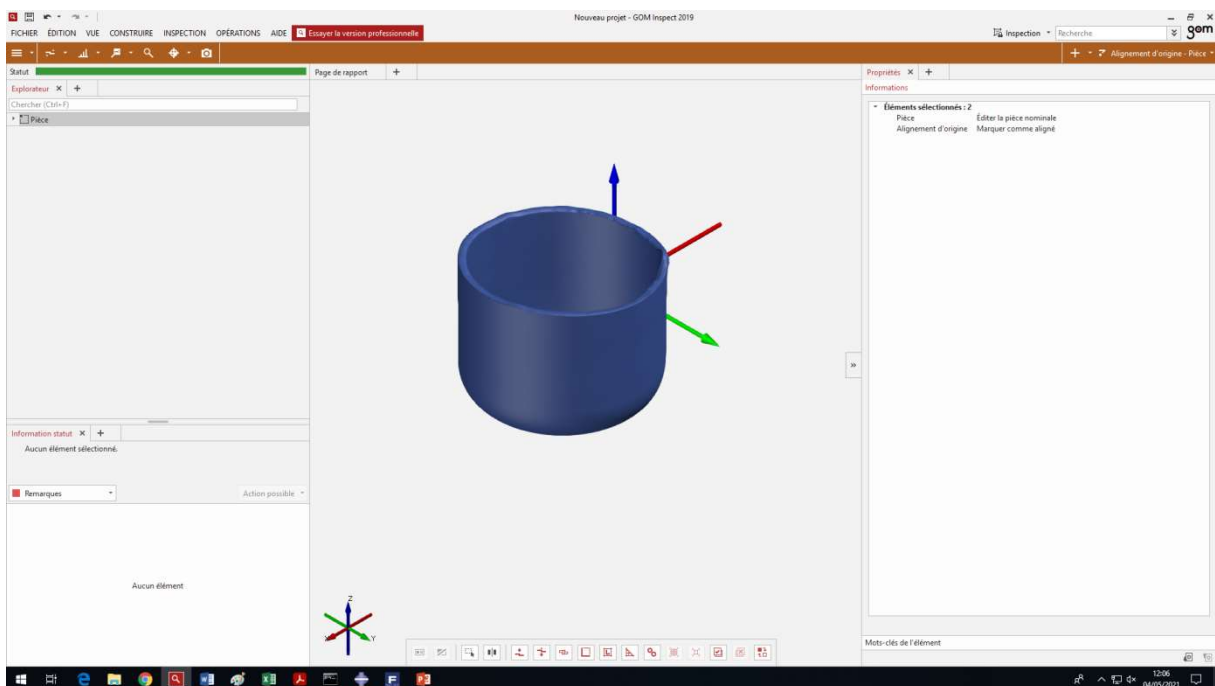 Nouveau projet - GOM Inspect 2019
FICHIER ÉDITION VUE CONSTRUIRE INSPECTION OPÉRATIONS AIDE Essayer la version professionnelle
Inspection Recherche gom
Alignement d'origine - Pièce
Statut
Page de rapport
Propriétés
Explorateur
Informations
Chercher (Ctrl+F)
Pièce
Éléments sélectionnés : 2
Pièce Éditer la pièce nominale
Alignement d'origine Marquer comme aligné
Information statut
Aucun élément sélectionné.
Remarques Action possible
Aucun élément
Z
X Y
Mots-clés de l'élément
12:06
04/05/2021